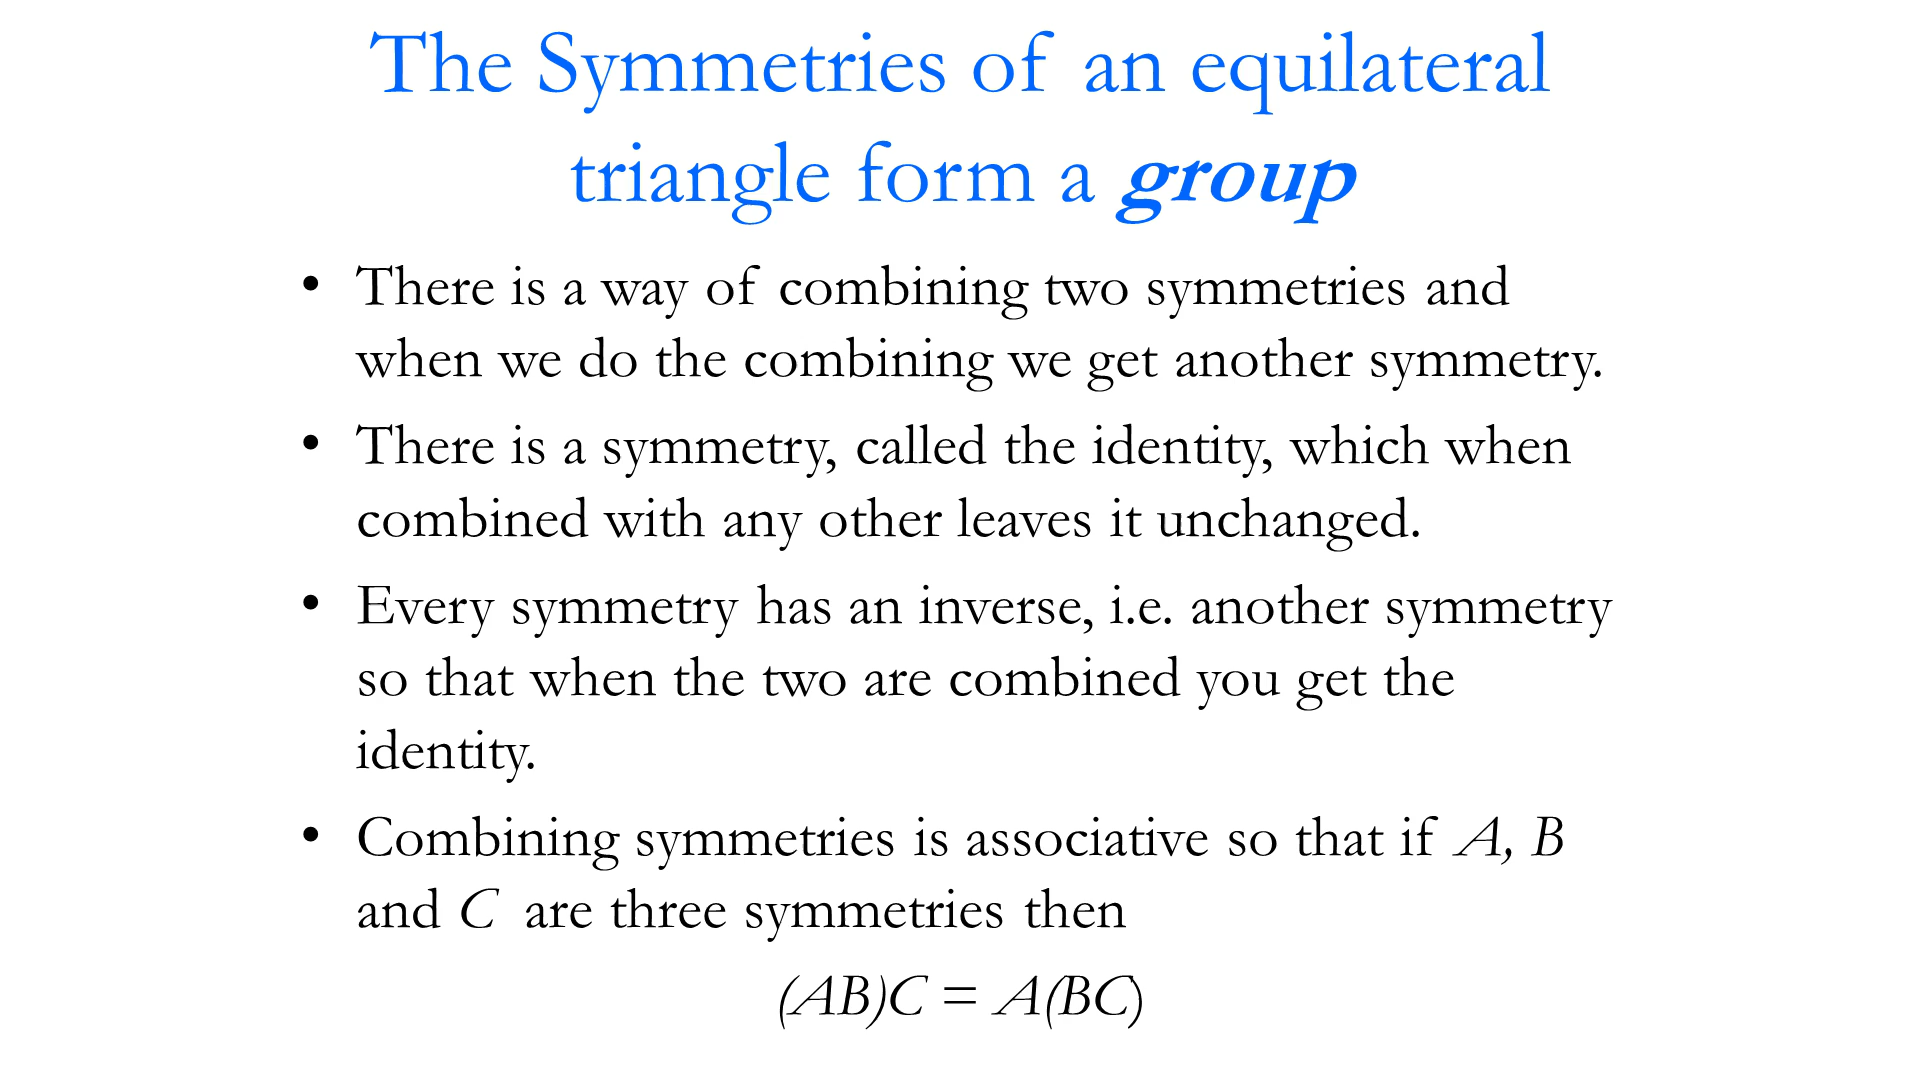 The Symmetries of an equilateral
triangle form a group
• There is a way of combining two symmetries and
when we do the combining we get another symmetry.
• There is a symmetry, called the identity, which when
combined with any other leaves it unchanged.
• Every symmetry has an inverse, i.e. another symmetry
so that when the two are combined you get the
identity.
• Combining symmetries is associative so that if A, B
and C are three symmetries then
(AB)C = A(BC)